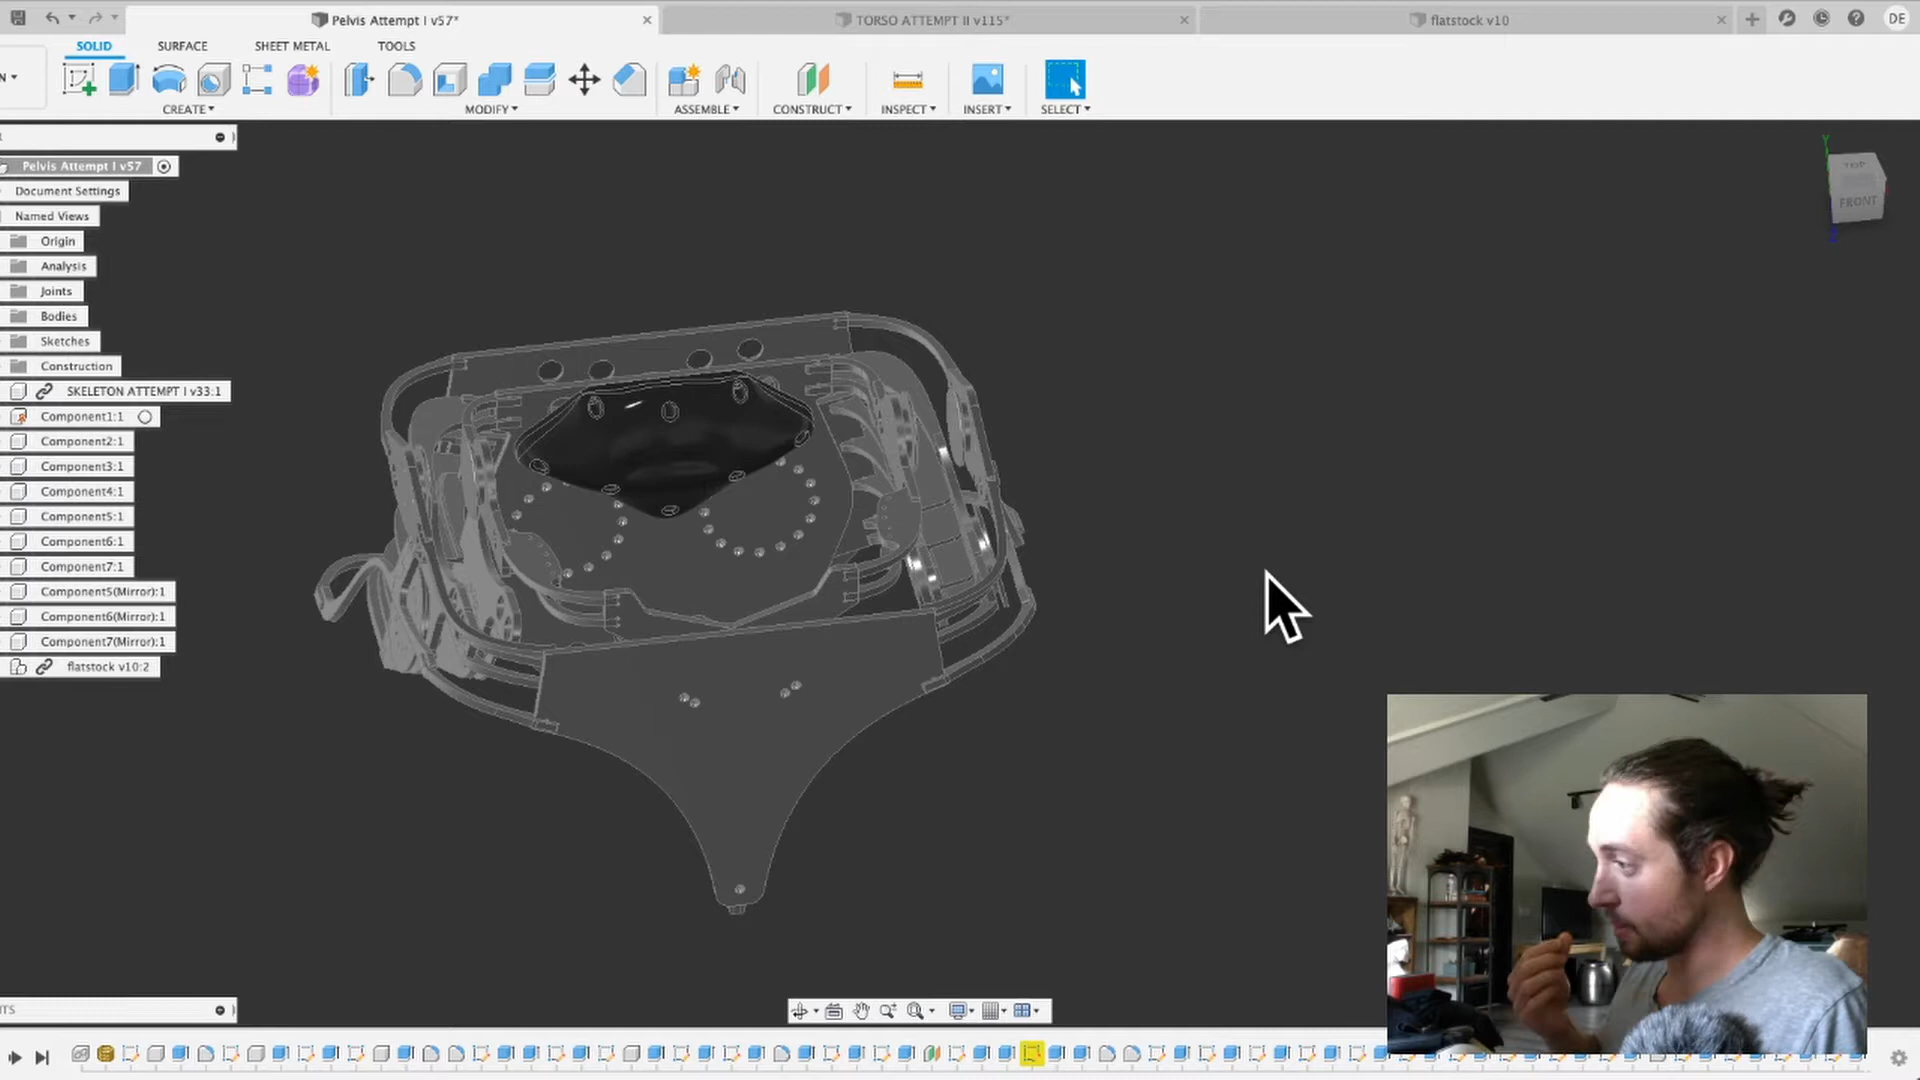 Pelvis Attempt I v57*
TORSO ATTEMPT II v115*
flatstock v10
DE
SOLID
SURFACE
SHEET METAL
TOOLS
N
CREATE
MODIFY
ASSEMBLE
CONSTRUCT
INSPECT
INSERT
SELECT
Pelvis Attempt I v57
Document Settings
Named Views
Origin
Analysis
Joints
Bodies
Sketches
Construction
SKELETON ATTEMPT I v33:1
Component1:1
Component2:1
Component3:1
Component4:1
Component5:1
Component6:1
Component7:1
Component5(Mirror):1
Component6(Mirror):1
Component7(Mirror):1
flatstock v10:2
Y
TOP
FRONT
Z
TS